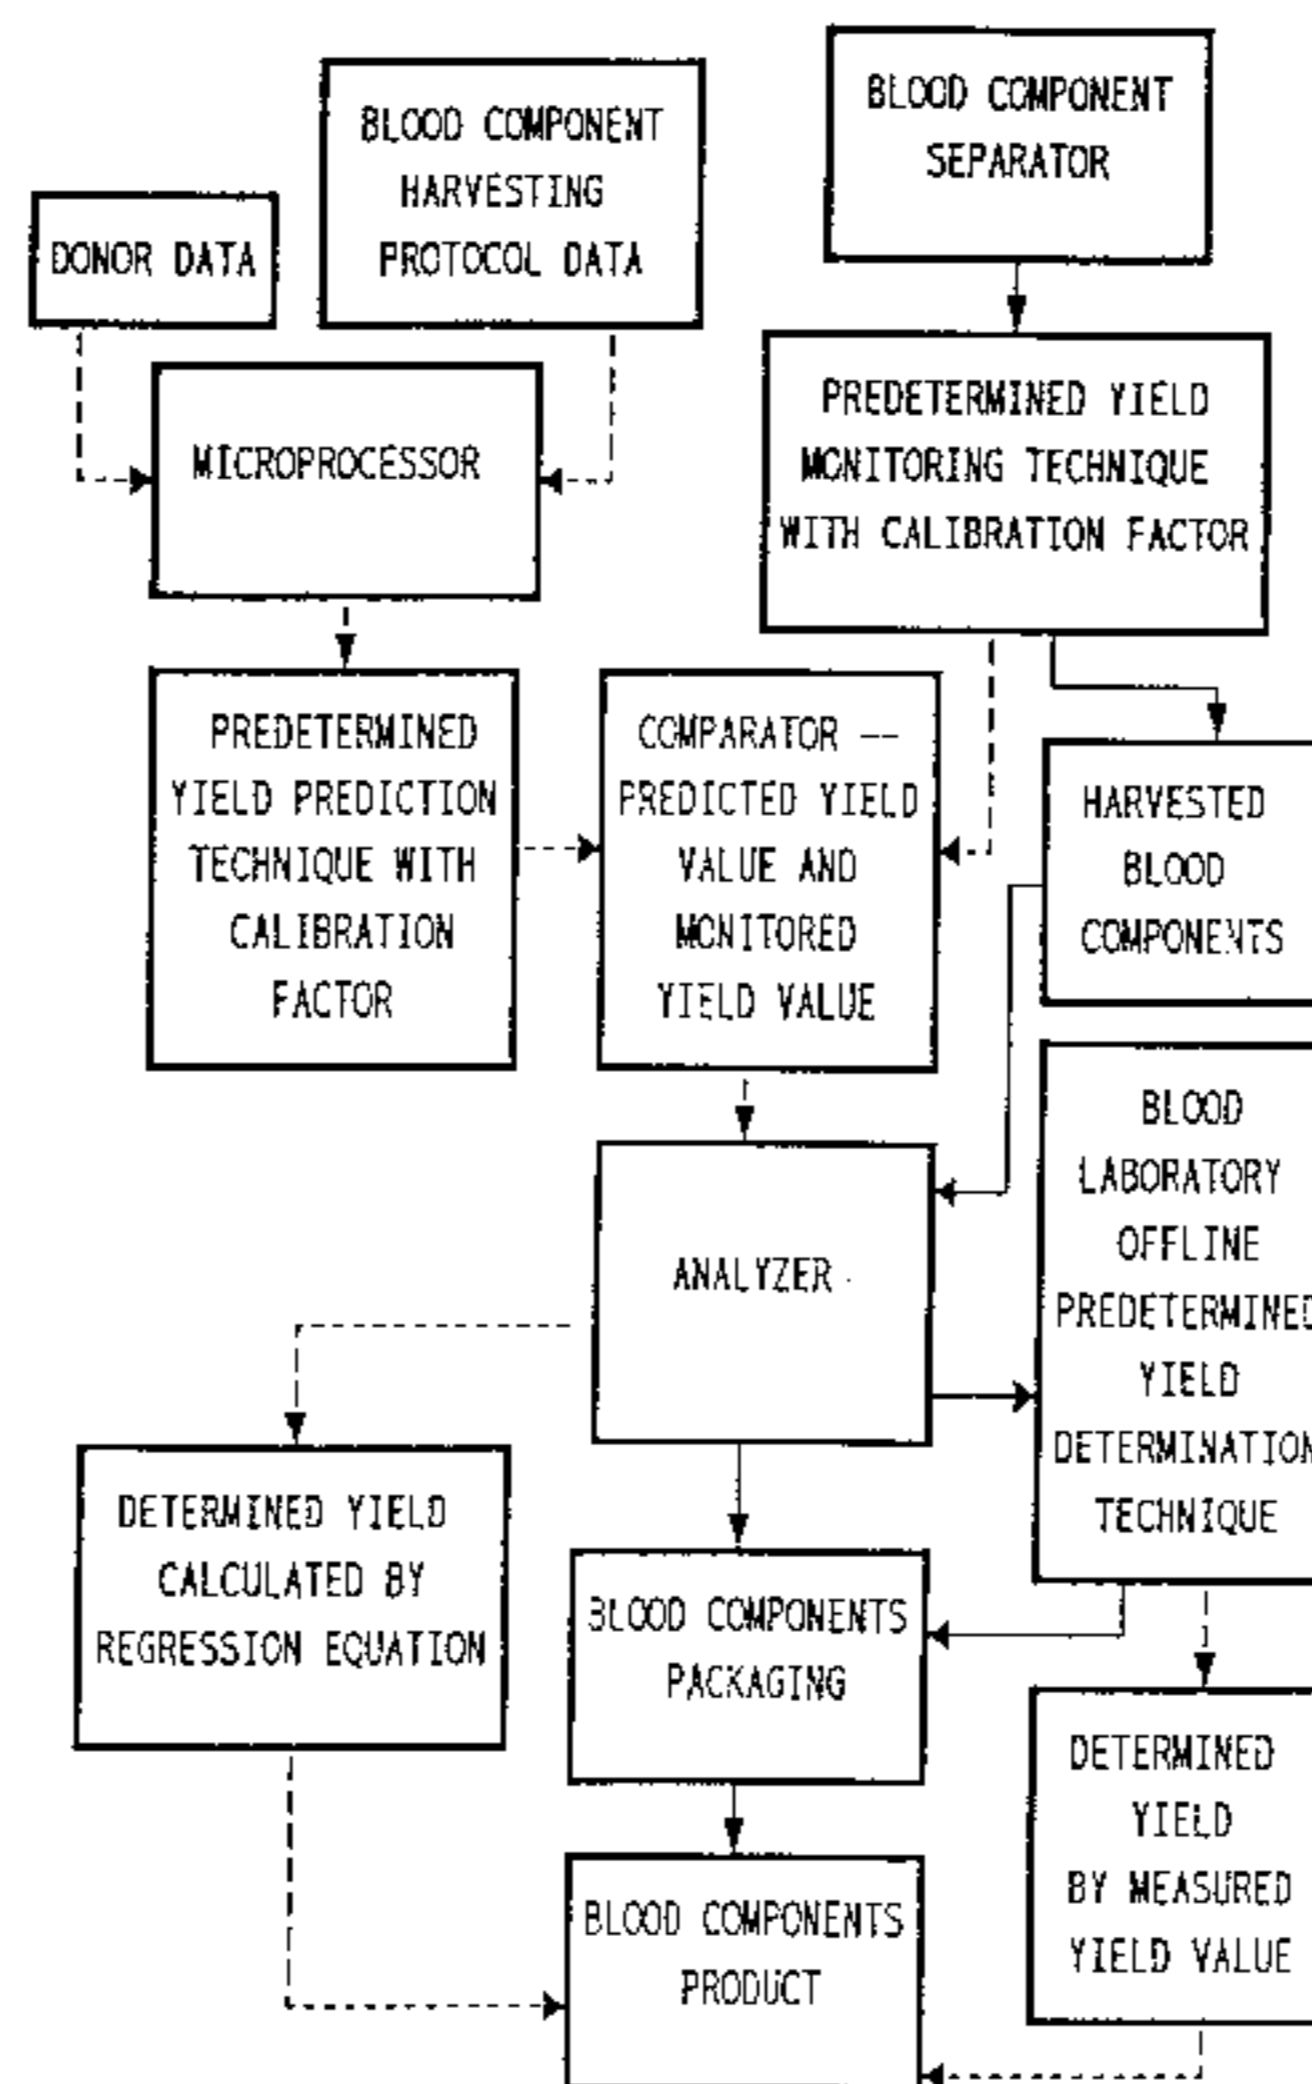 BLOOD COMPONENT
SEPARATOR
BLOOD COMPONENT
HARVESTING
PROTOCOL DATA
DONOR DATA
MICROPROCESSOR
PREDETERMINED YIELD
MONITORING TECHNIQUE
WITH CALIBRATION FACTOR
PREDETERMINED
YIELD PREDICTION
TECHNIQUE WITH
CALIBRATION
FACTOR
COMPARATOR --
PREDICTED YIELD
VALUE AND
MONITORED
YIELD VALUE
HARVESTED
BLOOD
COMPONENTS
BLOOD
LABORATORY
OFFLINE
PREDETERMINED
YIELD
DETERMINATION
TECHNIQUE
ANALYZER
DETERMINED YIELD
CALCULATED BY
REGRESSION EQUATION
BLOOD COMPONENTS
PACKAGING
DETERMINED
YIELD
BY MEASURED
YIELD VALUE
BLOOD COMPONENTS
PRODUCT